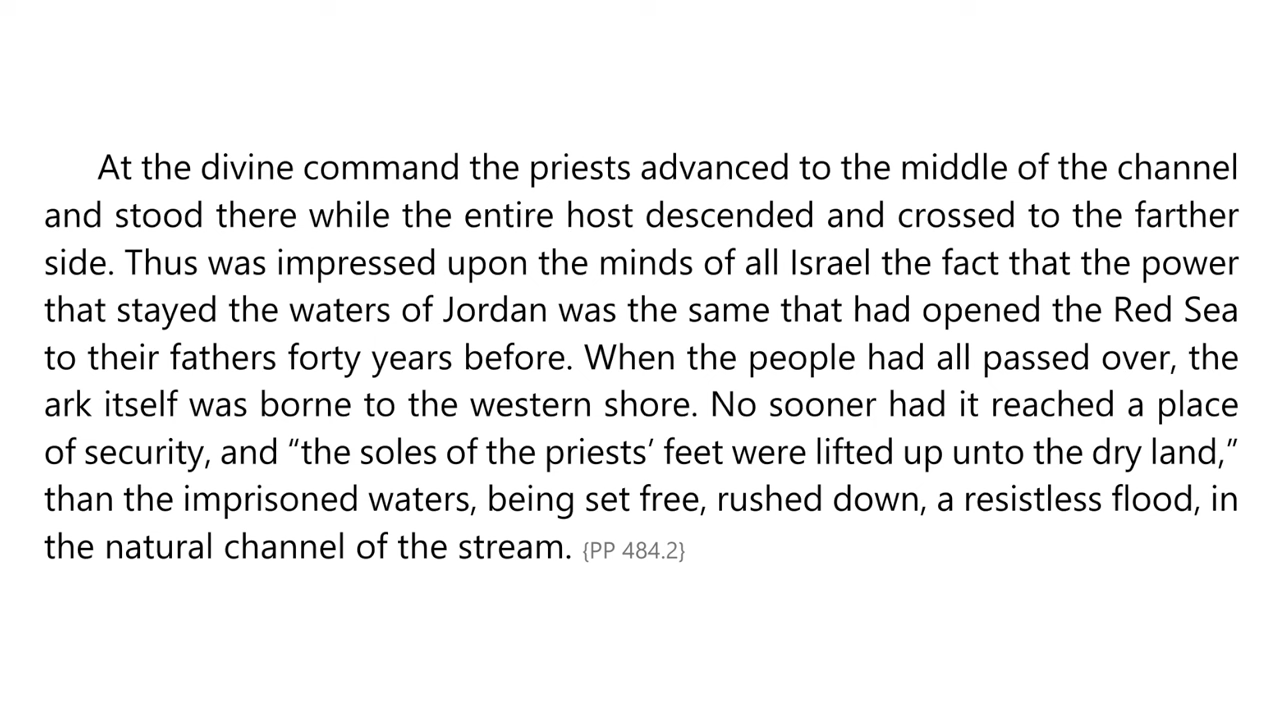 At the divine command the priests advanced to the middle of the channel
and stood there while the entire host descended and crossed to the farther
side. Thus was impressed upon the minds of all Israel the fact that the power
that stayed the waters of Jordan was the same that had opened the Red Sea
to their fathers forty years before. When the people had all passed over, the
ark itself was borne to the western shore. No sooner had it reached a place
of security, and “the soles of the priests’ feet were lifted up unto the dry land,”
than the imprisoned waters, being set free, rushed down, a resistless flood, in
the natural channel of the stream. {PP 484.2}